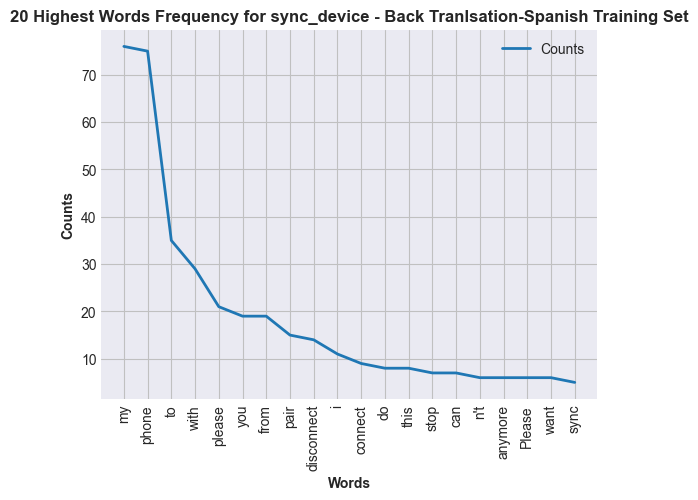 20 Highest Words Frequency for sync_device - Back Tranlsation-Spanish Training Set
Counts
70
60
50
40
30
20
10
Counts
my
phone
to
with
please
you
from
pair
disconnect
i
connect
do
this
stop
can
n't
anymore
Please
want
sync
Words